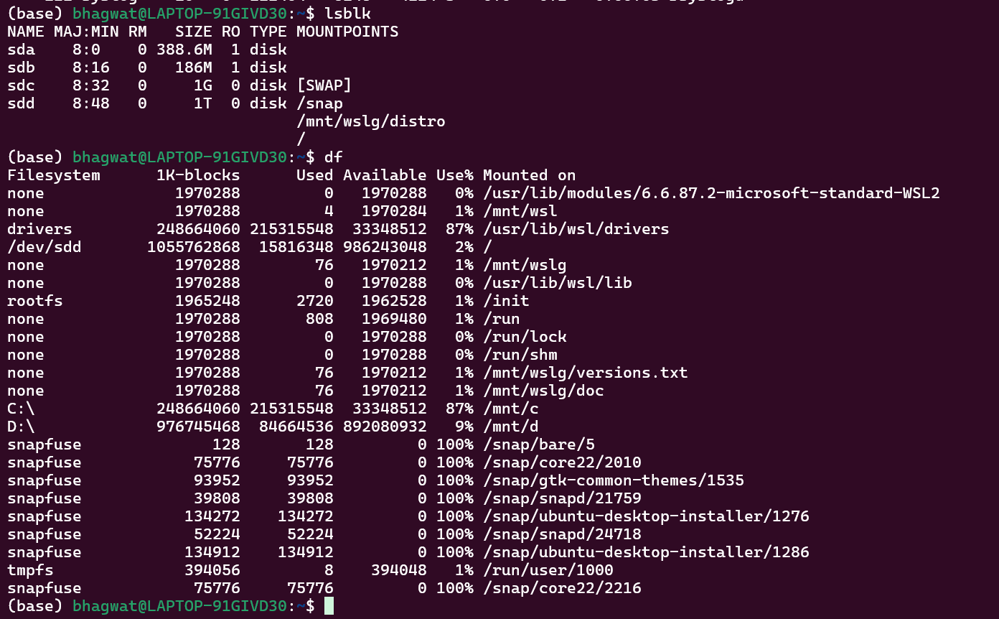 (base) bhagwat@LAPTOP-91GIVD30:~$ lsblk
NAME MAJ:MIN RM   SIZE RO TYPE MOUNTPOINTS
sda    8:0    0 388.6M  1 disk
sdb    8:16   0   186M  1 disk
sdc    8:32   0     1G  0 disk [SWAP]
sdd    8:48   0     1T  0 disk /snap
                               /mnt/wslg/distro
                               /
(base) bhagwat@LAPTOP-91GIVD30:~$ df
Filesystem      1K-blocks      Used Available Use% Mounted on
none              1970288         0   1970288   0% /usr/lib/modules/6.6.87.2-microsoft-standard-WSL2
none              1970288         4   1970284   1% /mnt/wsl
drivers         248664060 215315548  33348512  87% /usr/lib/wsl/drivers
/dev/sdd       1055762868  15816348 986243048   2% /
none              1970288        76   1970212   1% /mnt/wslg
none              1970288         0   1970288   0% /usr/lib/wsl/lib
rootfs            1965248      2720   1962528   1% /init
none              1970288       808   1969480   1% /run
none              1970288         0   1970288   0% /run/lock
none              1970288         0   1970288   0% /run/shm
none              1970288        76   1970212   1% /mnt/wslg/versions.txt
none              1970288        76   1970212   1% /mnt/wslg/doc
C:\             248664060 215315548  33348512  87% /mnt/c
D:\             976745468  84664536 892080932   9% /mnt/d
snapfuse              128       128         0 100% /snap/bare/5
snapfuse            75776     75776         0 100% /snap/core22/2010
snapfuse            93952     93952         0 100% /snap/gtk-common-themes/1535
snapfuse            39808     39808         0 100% /snap/snapd/21759
snapfuse           134272    134272         0 100% /snap/ubuntu-desktop-installer/1276
snapfuse            52224     52224         0 100% /snap/snapd/24718
snapfuse           134912    134912         0 100% /snap/ubuntu-desktop-installer/1286
tmpfs              394056         8    394048   1% /run/user/1000
snapfuse            75776     75776         0 100% /snap/core22/2216
(base) bhagwat@LAPTOP-91GIVD30:~$